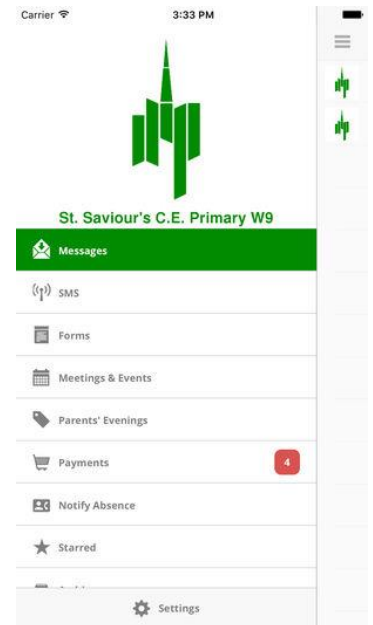 Carrier 3:33 PM
St. Saviour's C.E. Primary W9
Messages
SMS
Forms
Meetings & Events
Parents' Evenings
Payments 4
Notify Absence
Starred
Settings